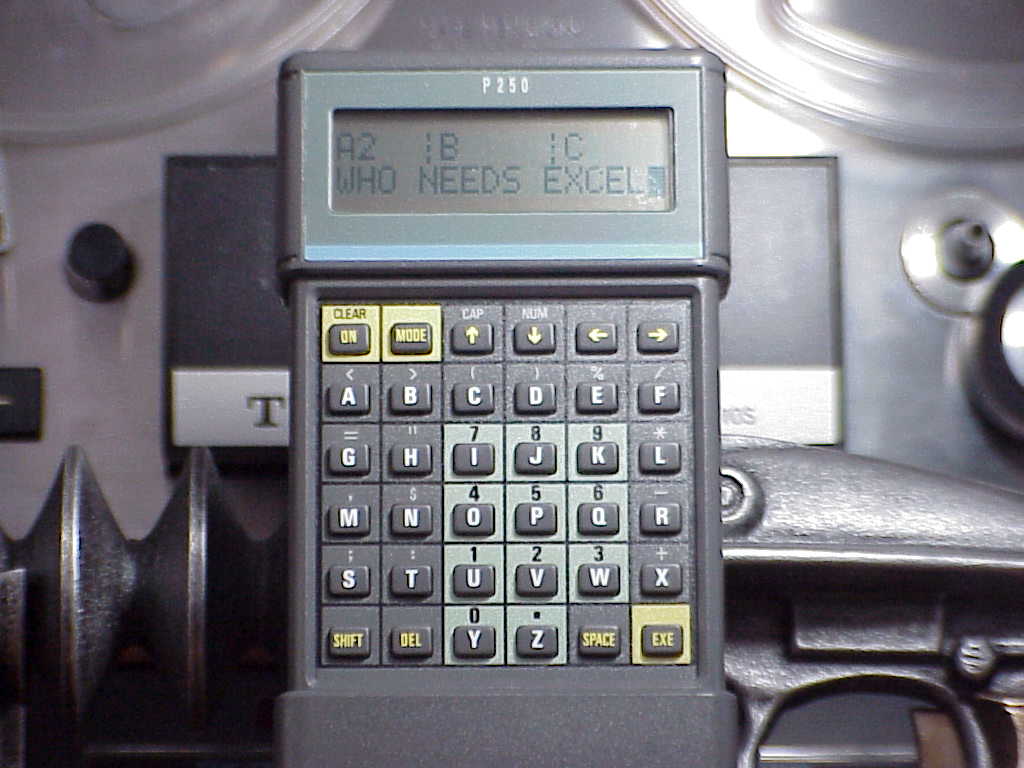 P250
A2 |B |C
WHO NEEDS EXCEL
CLEAR CAP NUM
ON MODE ↑ ↓ ← →
< > ( ) % /
A B C D E F
= " 7 8 9 *
G H I J K L
, $ 4 5 6 −
M N O P Q R
; : 1 2 3 +
S T U V W X
0 .
SHIFT DEL Y Z SPACE EXE
T